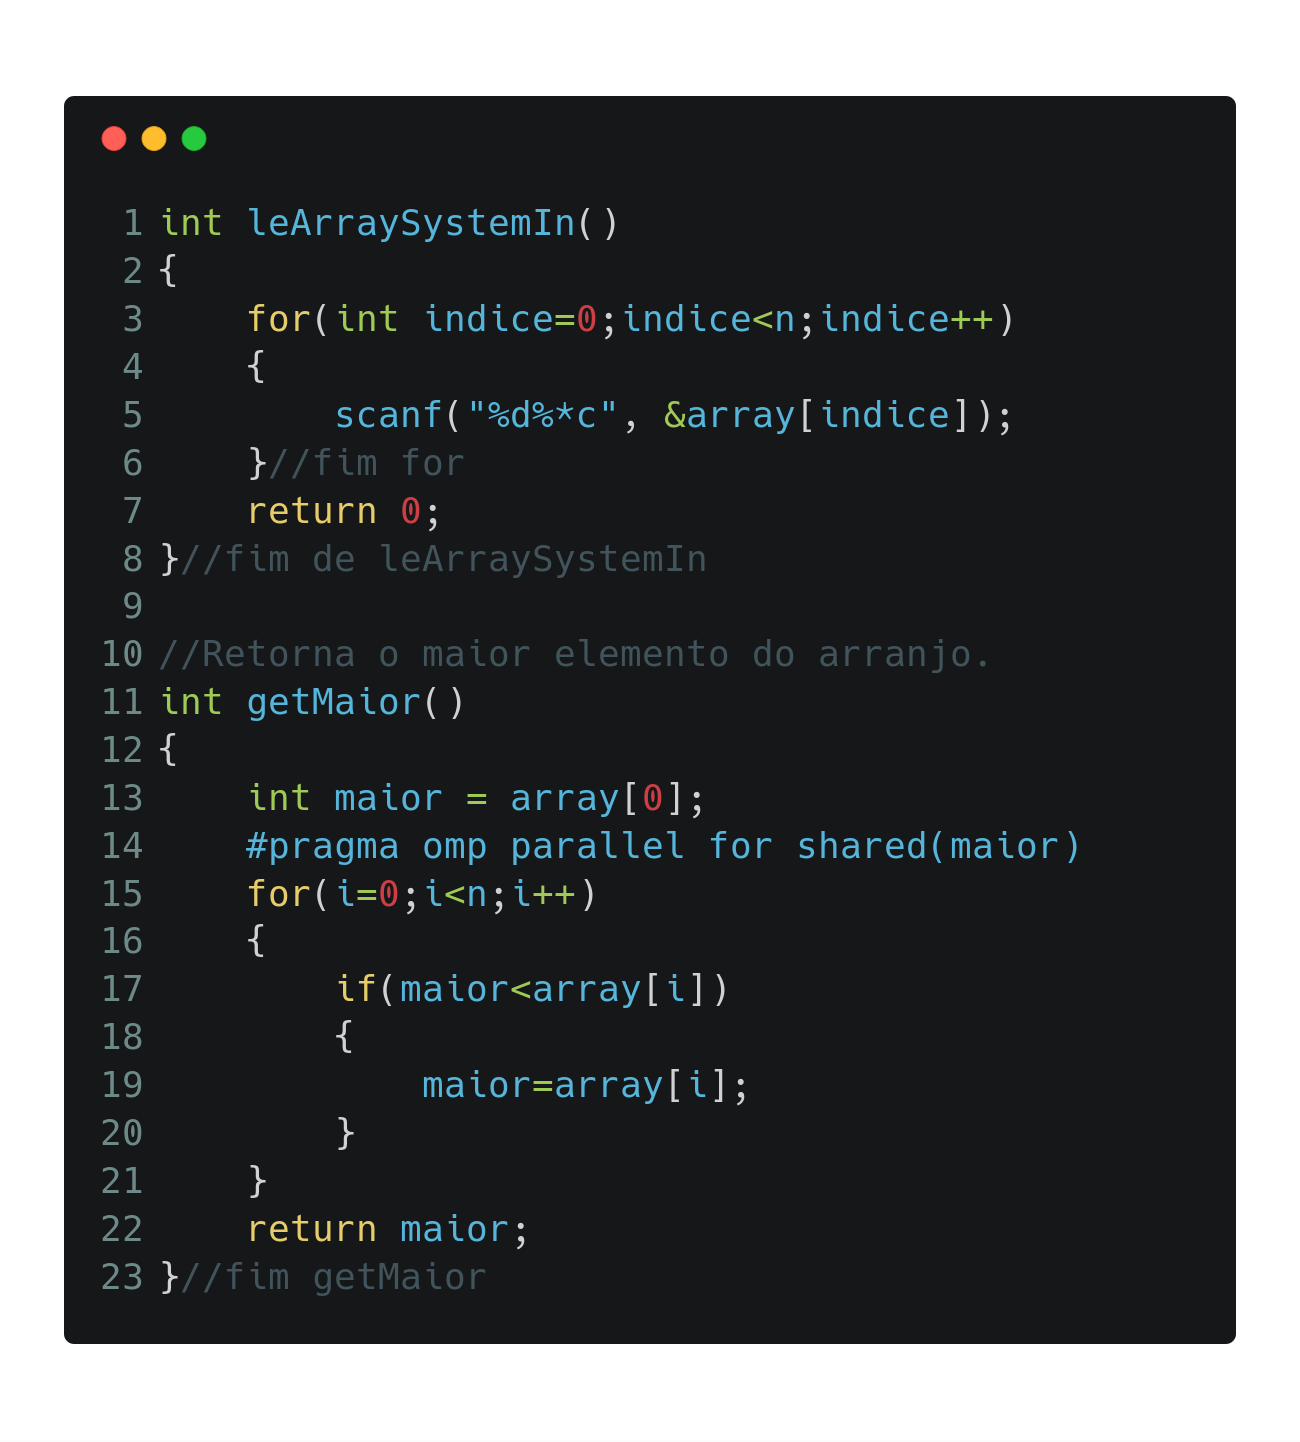 1 int leArraySystemIn()
2 {
3     for(int indice=0;indice<n;indice++)
4     {
5         scanf("%d%*c", &array[indice]);
6     }//fim for
7     return 0;
8 }//fim de leArraySystemIn
9
10 //Retorna o maior elemento do arranjo.
11 int getMaior()
12 {
13     int maior = array[0];
14     #pragma omp parallel for shared(maior)
15     for(i=0;i<n;i++)
16     {
17         if(maior<array[i])
18         {
19             maior=array[i];
20         }
21     }
22     return maior;
23 }//fim getMaior